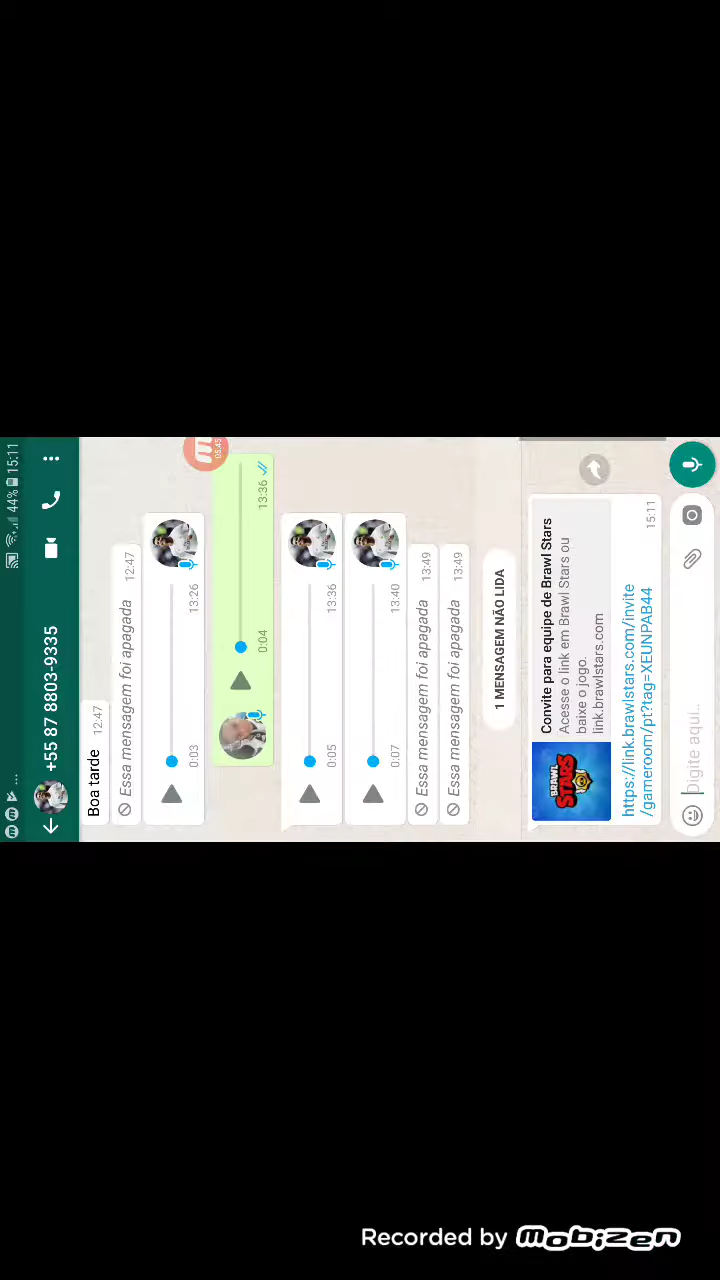 15:11
44%
+55 87 8803-9335
Boa tarde 12:47
Essa mensagem foi apagada 12:47
0:03 13:26
05:45
0:04 13:36
0:05 13:36
0:07 13:40
Essa mensagem foi apagada 13:49
Essa mensagem foi apagada 13:49
1 MENSAGEM NÃO LIDA
BRAWL
STARS
Convite para equipe de Brawl Stars
Acesse o link em Brawl Stars ou
baixe o jogo.
link.brawlstars.com
https://link.brawlstars.com/invite
/gameroom/pt?tag=XEUNPAB44
15:11
Digite aqui...
Recorded by Mobizen